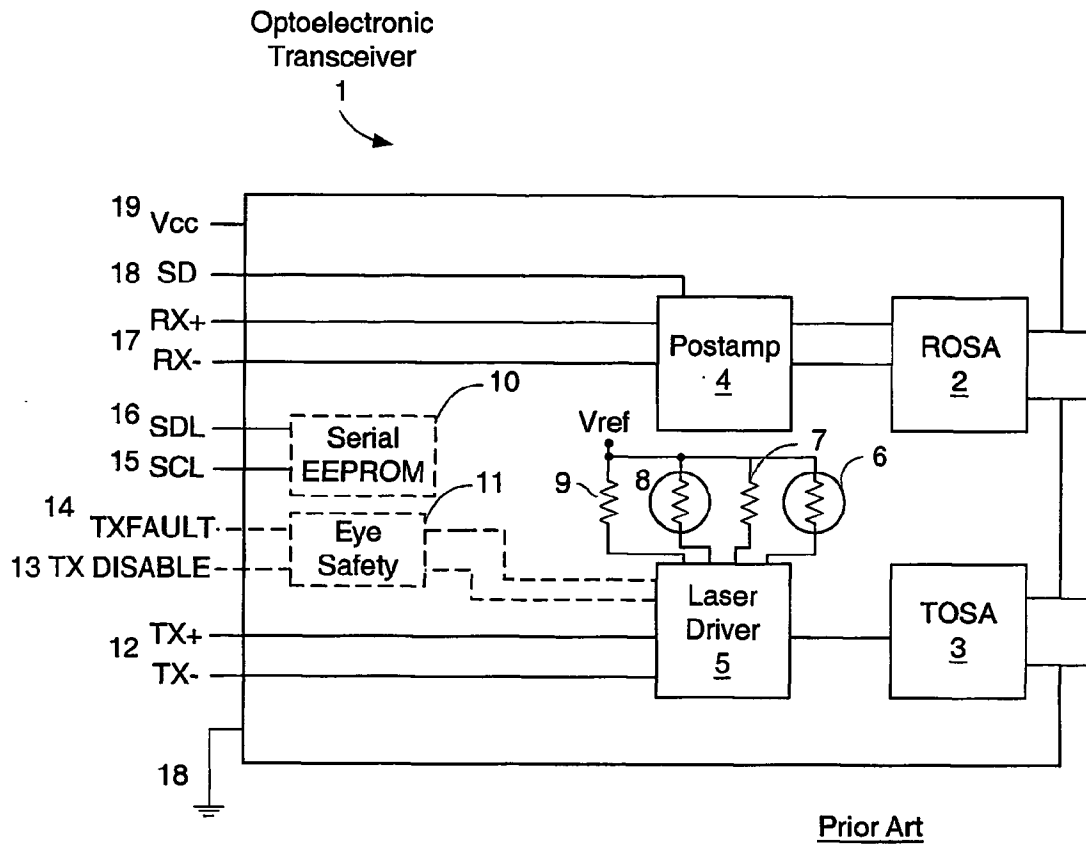 Optoelectronic
Transceiver
1
19 Vcc
18 SD
RX+
17
RX-
16 SDL
15 SCL
14 TXFAULT
13 TX DISABLE
12 TX+
TX-
18
Serial
EEPROM
10
Eye
Safety
11
Postamp
4
ROSA
2
Vref
9
8
7
6
Laser
Driver
5
TOSA
3
Prior Art